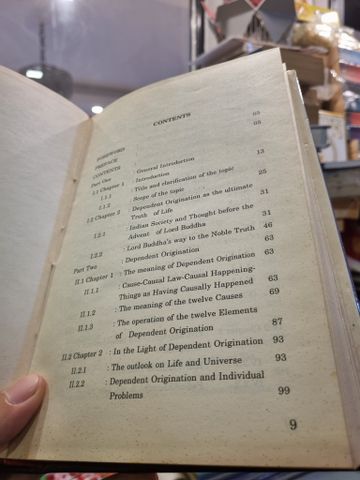 CONTENTS
FOREWORD 03
PREFACE 05
CONTENTS
Part One : General Introduction
I.1 Chapter 1 : Introduction 13
I.1.1 : Title and clarification of the topic
I.1.2 : Scope of the topic 25
I.2 Chapter 2 : Dependent Origination as the ultimate
Truth of Life 31
I.2.1 : Indian Society and Thought before the
Advent of Lord Buddha 31
I.2.2 : Lord Buddha's way to the Noble Truth 46
Part Two : Dependent Origination 63
II.1 Chapter 1 : The meaning of Dependent Origination 63
II.1.1 : Cause-Causal Law-Causal Happening-
Things as Having Causally Happened 63
II.1.2 : The meaning of the twelve Causes 69
II.1.3 : The operation of the twelve Elements
of Dependent Origination 87
II.2 Chapter 2 : In the Light of Dependent Origination 93
II.2.1 : The outlook on Life and Universe 93
II.2.2 : Dependent Origination and Individual
Problems 99
9